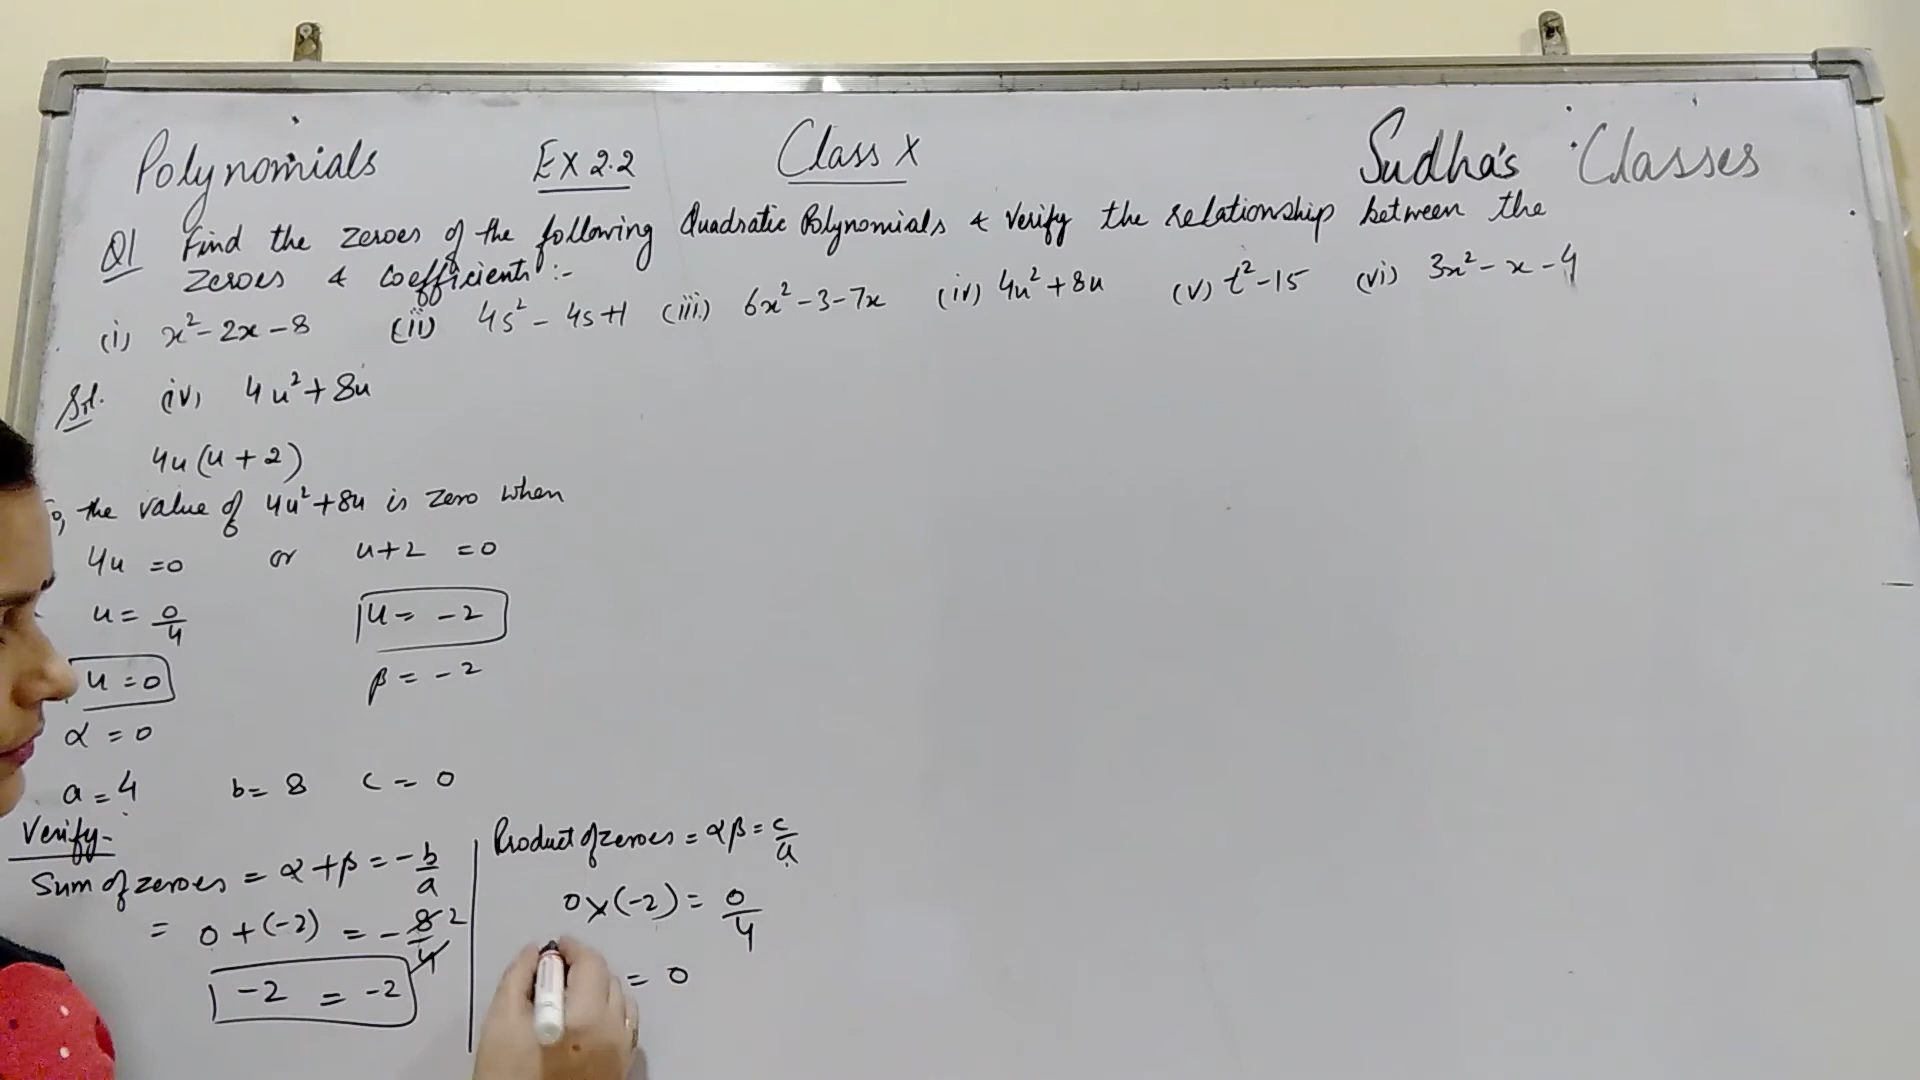 Polynomials Ex 2.2 Class X Sudha's Classes
Q1 Find the zeroes of the following Quadratic Polynomials & Verify the relationship between the
zeroes & coefficients:-
(i) x²-2x-8 (ii) 4s²-4s+1 (iii) 6x²-3-7x (iv) 4u²+8u (v) t²-15 (vi) 3x²-x-4
Sol. (iv) 4u²+8u
4u(u+2)
the value of 4u²+8u is zero when
4u=0 or u+2=0
u=0/4 u=-2
u=0 β=-2
α=0
a=4 b=8 c=0
Verify-
Sum of zeroes = α+β = -b/a
= 0+(-2) = -8/4 2
-2 = -2
Product of zeroes = αβ = c/a
0×(-2) = 0/4
= 0